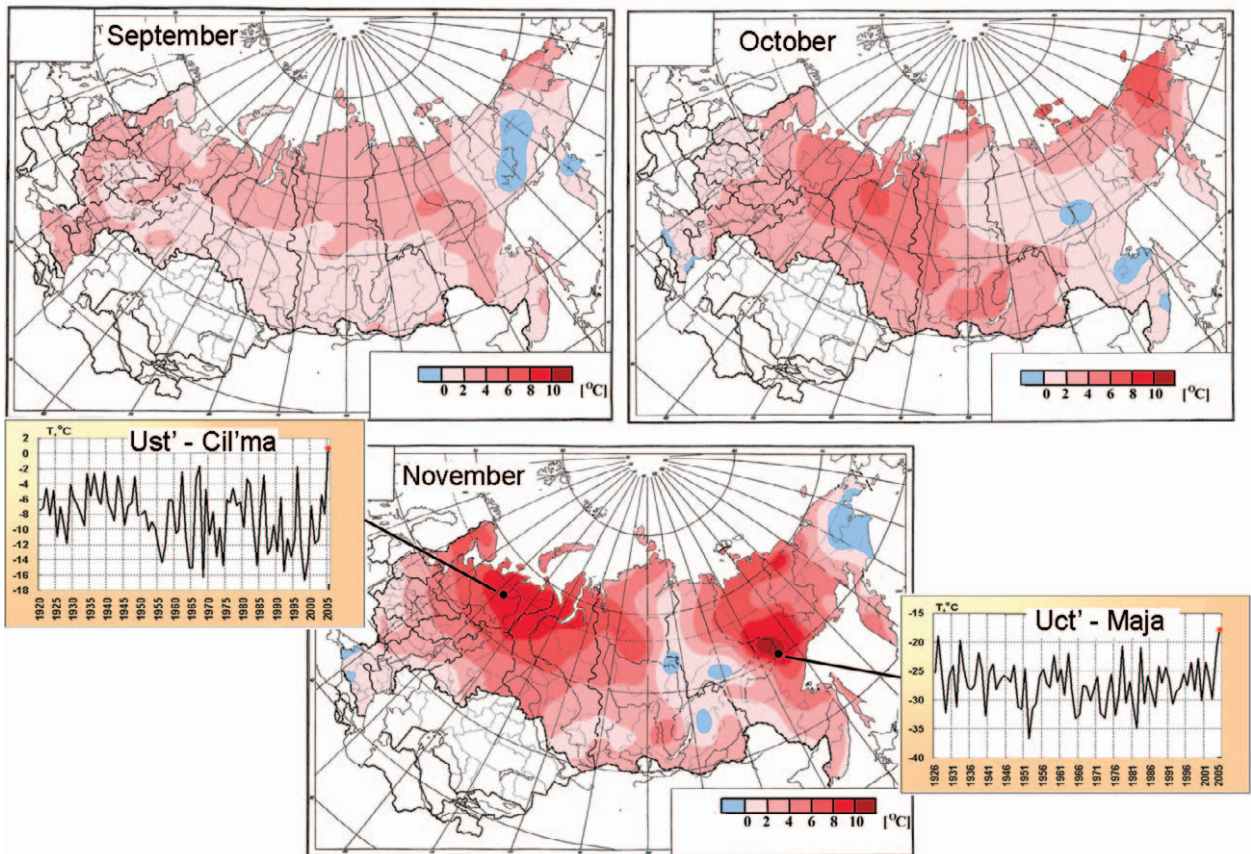 September
October
0 2 4 6 8 10 [°C]
0 2 4 6 8 10 [°C]
T,°C
Ust' - Cil'ma
2
0
-2
-4
-6
-8
-10
-12
-14
-16
-18
1920 1925 1930 1935 1940 1945 1950 1955 1960 1965 1970 1975 1980 1985 1990 1995 2000 2005
November
0 2 4 6 8 10 [°C]
T,°C
Uct' - Maja
-15
-20
-25
-30
-35
-40
1926 1931 1936 1941 1946 1951 1956 1961 1966 1971 1976 1981 1986 1991 1996 2001 2005